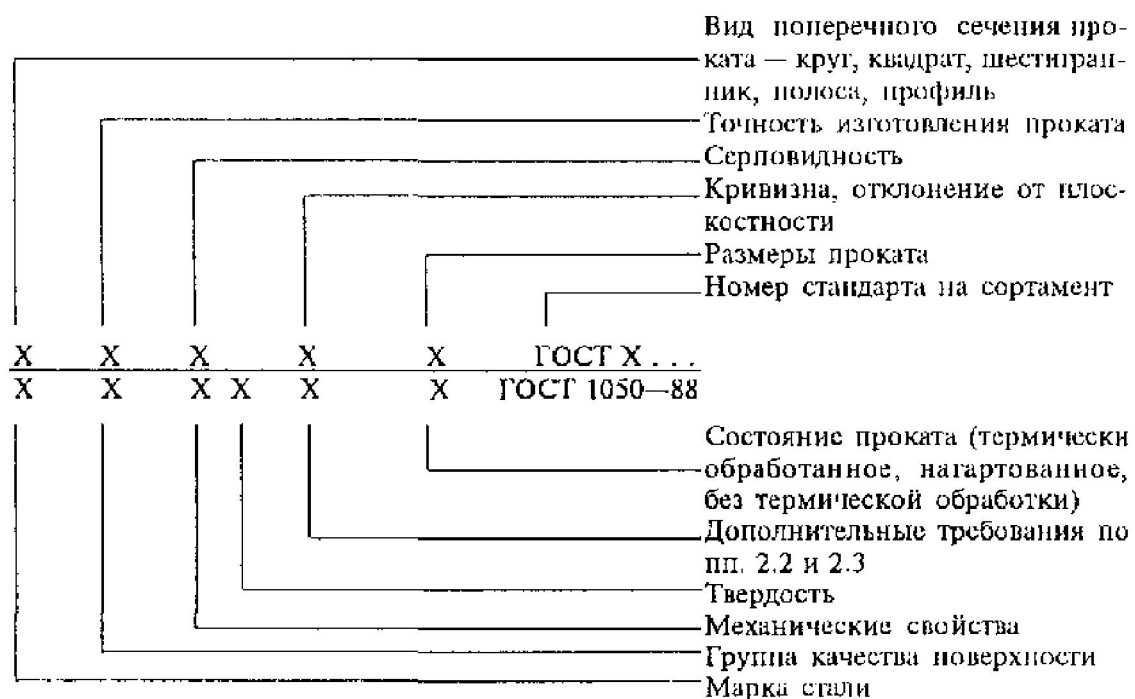 Вид поперечного сечения про-
ката — круг, квадрат, шестигран-
ник, полоса, профиль
Точность изготовления проката
Серповидность
Кривизна, отклонение от плос-
костности
Размеры проката
Номер стандарта на сортамент
X X X X X ГОСТ X . . .
X X X X X X ГОСТ 1050—88
Состояние проката (термически
обработанное, нагартованное,
без термической обработки)
Дополнительные требования по
пп. 2.2 и 2.3
Твердость
Механические свойства
Группа качества поверхности
Марка стали